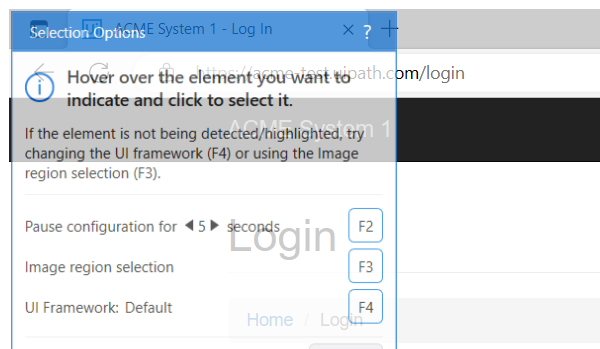 Selection Options
ACME System 1 - Log In
?
https://acme-test.uipath.com/login
Hover over the element you want to
indicate and click to select it.
ACME System 1
If the element is not being detected/highlighted, try
changing the UI framework (F4) or using the Image
region selection (F3).
Pause configuration for 5 seconds F2
Login
Image region selection F3
UI Framework: Default F4
Home / Login